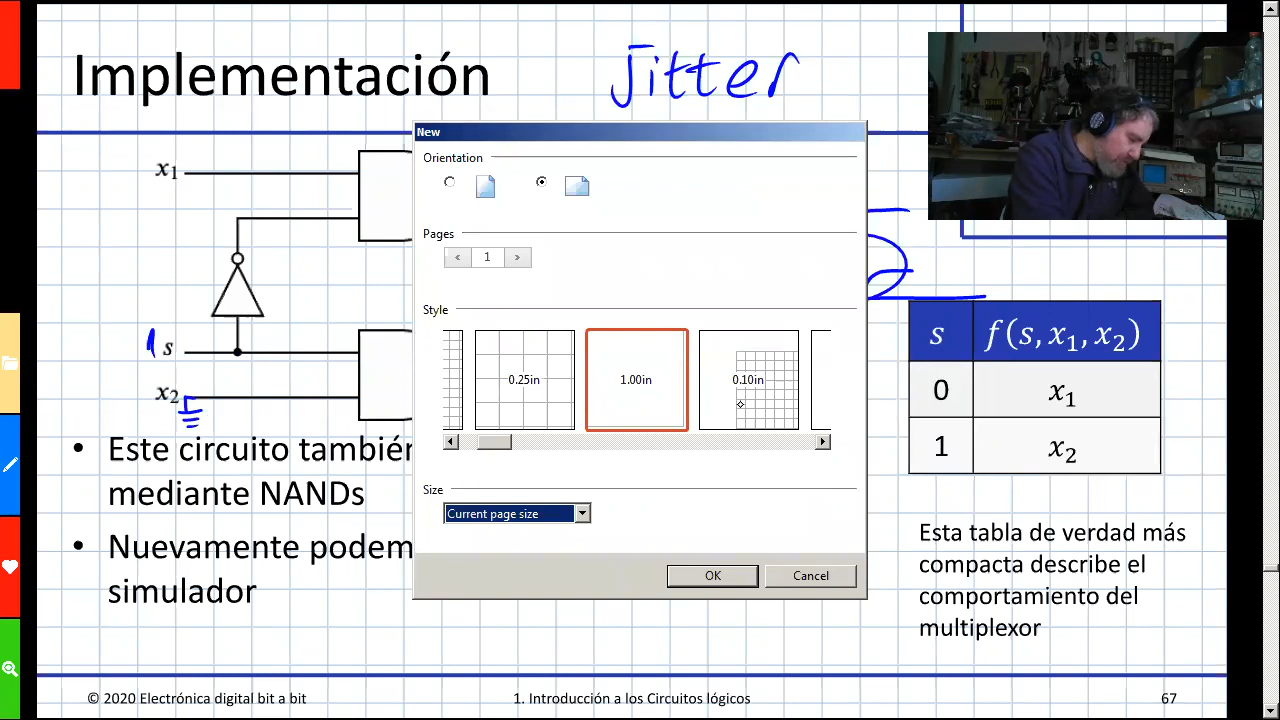 Implementación
Jitter
New
Orientation
Pages
< 1 >
Style
0.25in
1.00in
0.10in
Size
Current page size
OK
Cancel
x1
1 s
x2
s f(s, x1, x2)
0 x1
1 x2
• Este circuito también
mediante NANDs
• Nuevamente podem
simulador
Esta tabla de verdad más
compacta describe el
comportamiento del
multiplexor
© 2020 Electrónica digital bit a bit
1. Introducción a los Circuitos lógicos
67